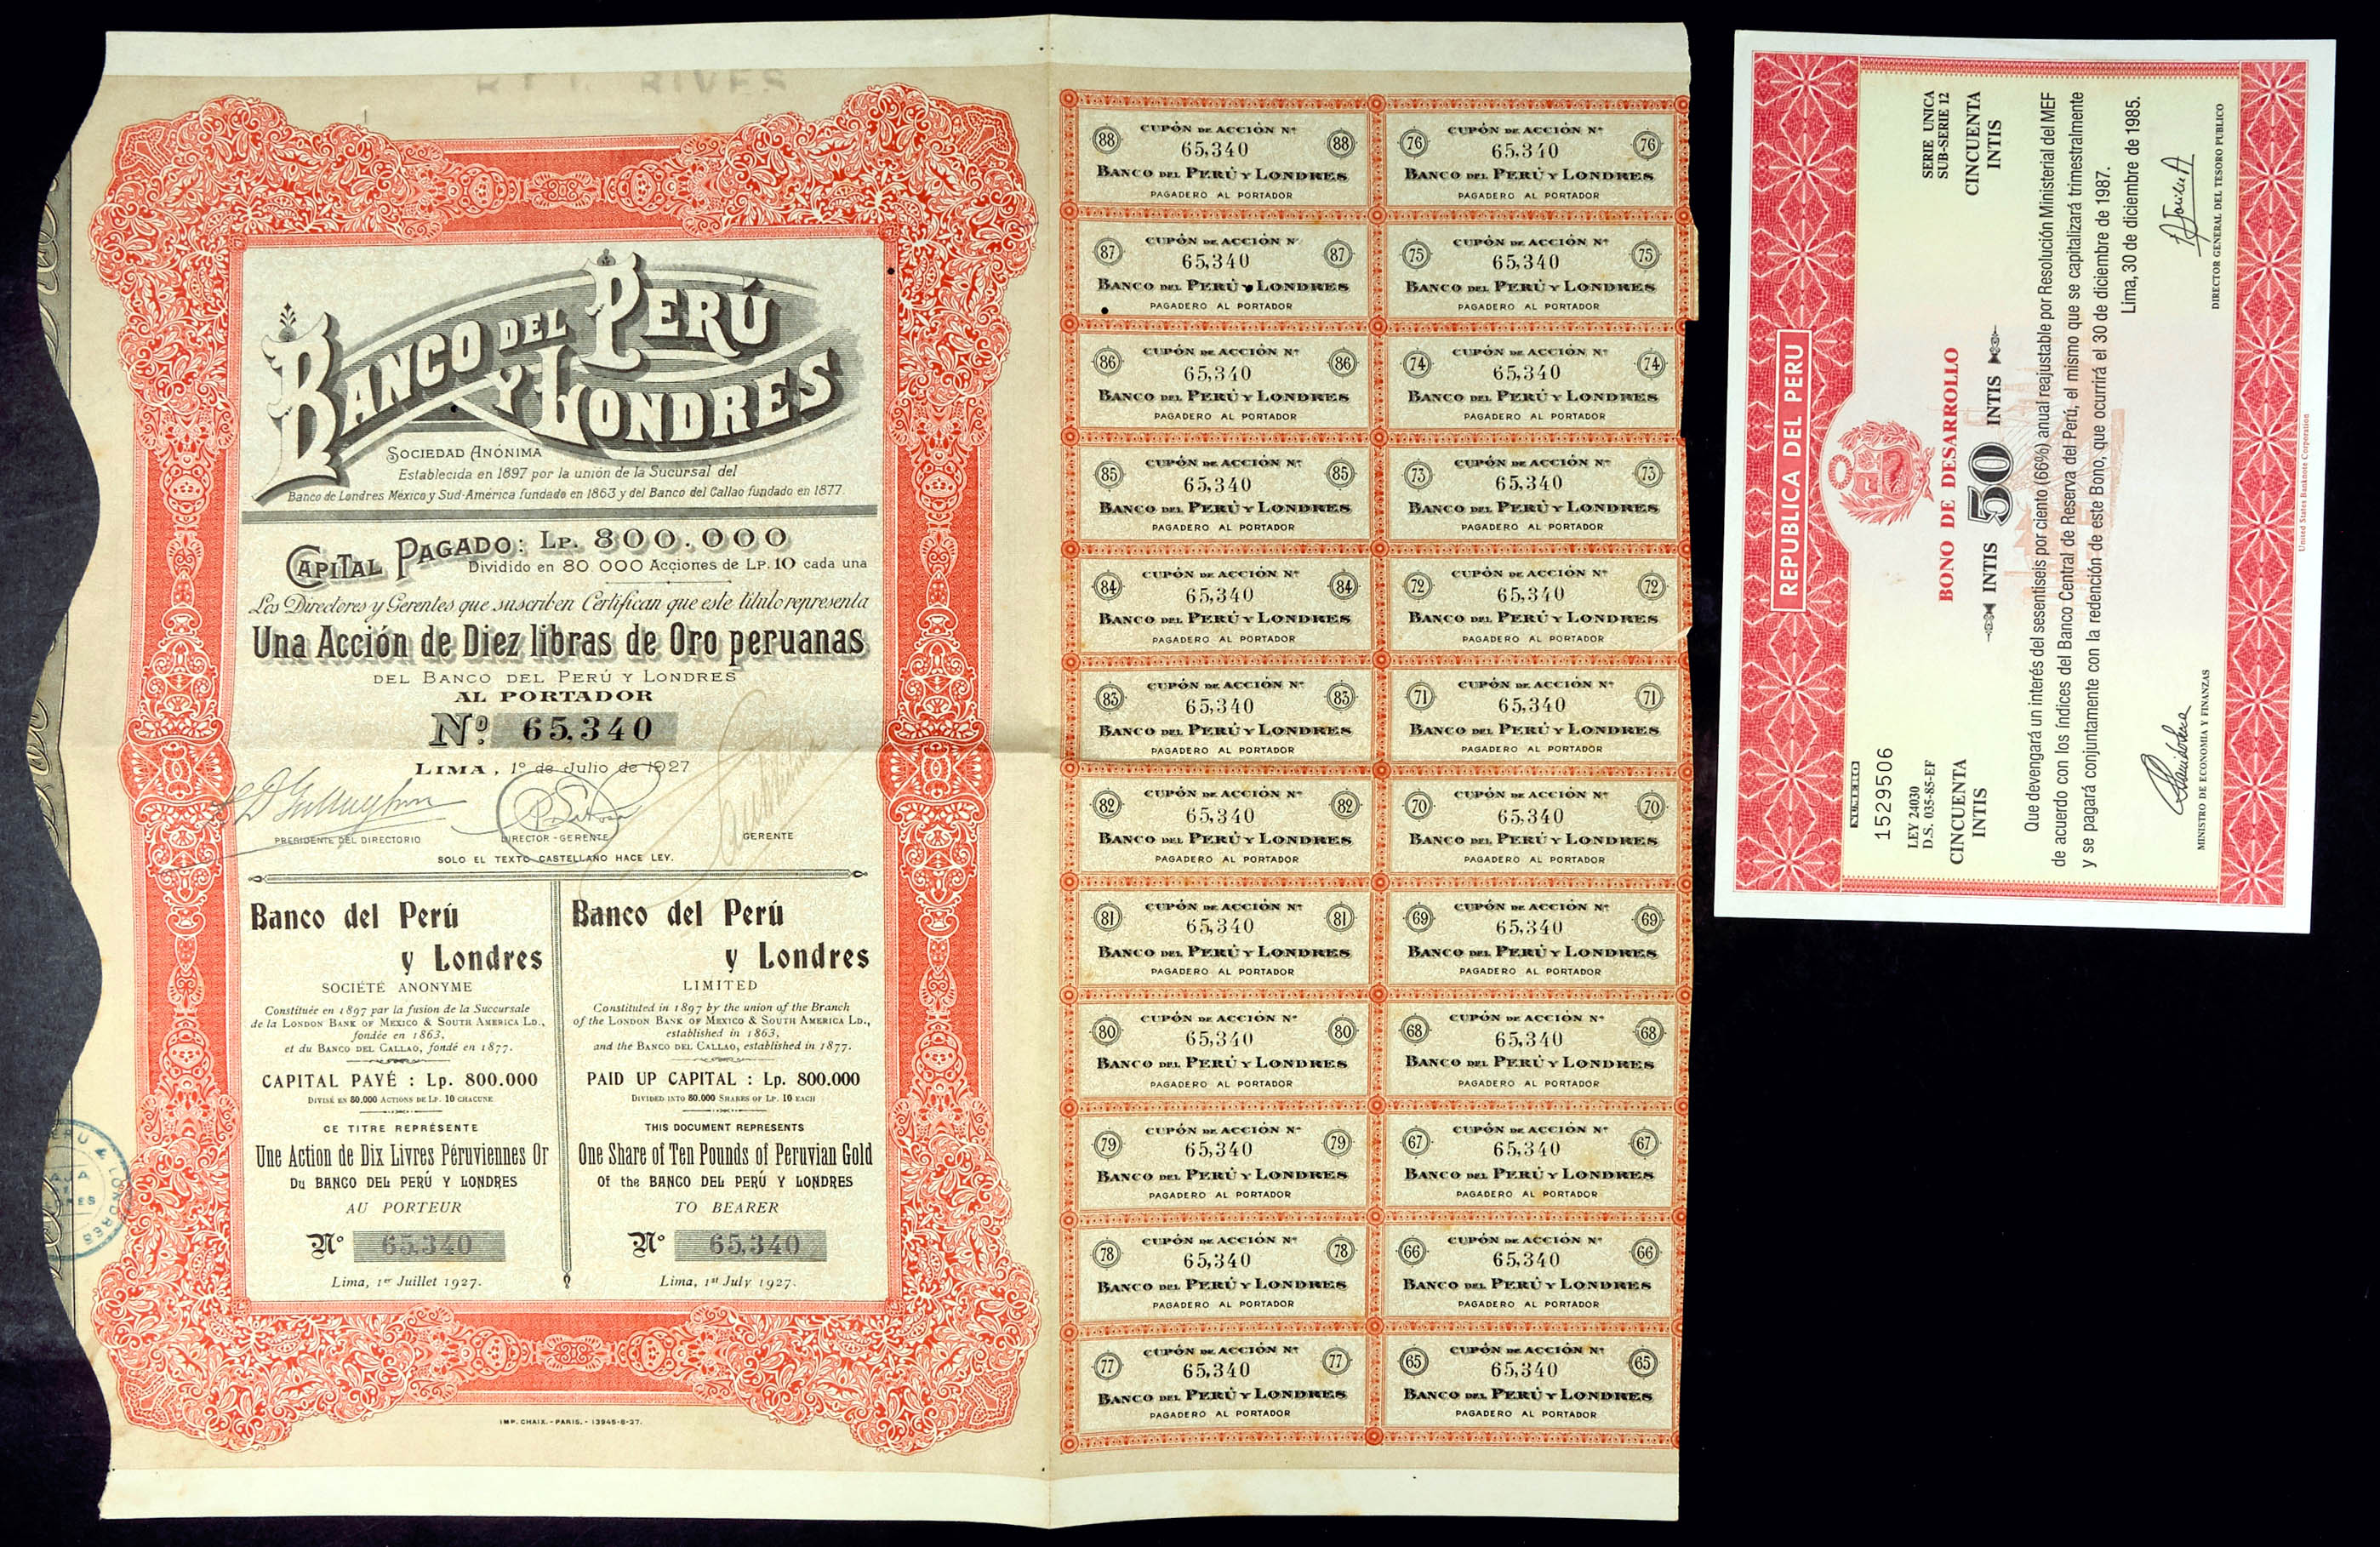 BANCO DEL PERÚ
Y LONDRES
SOCIEDAD ANÓNIMA
Establecida en 1897 por la unión de la Sucursal del
Banco de Londres México y Sud-América fundado en 1863 y del Banco del Callao fundado en 1877
CAPITAL PAGADO: LP. 800.000
Dividido en 80.000 Acciones de LP. 10 cada una
Los Directores y Gerentes que suscriben Certifican que este título representa
Una Acción de Diez libras de Oro peruanas
DEL BANCO DEL PERÚ Y LONDRES
AL PORTADOR
Nº. 65,340
LIMA, 1º de Julio de 1927
PRESIDENTE DEL DIRECTORIO DIRECTOR-GERENTE GERENTE
SOLO EL TEXTO CASTELLANO HACE LEY.
Banco del Perú
y Londres
SOCIÉTÉ ANONYME
Constituée en 1897 par la fusion de la Succursale
de la LONDON BANK OF MEXICO & SOUTH AMERICA LD.,
fondée en 1863,
et du BANCO DEL CALLAO, fondé en 1877.
CAPITAL PAYÉ : Lp. 800.000
DIVISÉ EN 80.000 ACTIONS DE LP. 10 CHACUNE
CE TITRE REPRÉSENTE
Une Action de Dix Livres Péruviennes Or
Du BANCO DEL PERÚ Y LONDRES
AU PORTEUR
Nº 65,340
Lima, 1er Juillet 1927.
Banco del Perú
y Londres
LIMITED
Constituted in 1897 by the union of the Branch
of the LONDON BANK OF MEXICO & SOUTH AMERICA LD.,
established in 1863,
and the BANCO DEL CALLAO, established in 1877.
PAID UP CAPITAL : Lp. 800.000
DIVIDED INTO 80.000 SHARES OF LP. 10 EACH
THIS DOCUMENT REPRESENTS
One Share of Ten Pounds of Peruvian Gold
Of the BANCO DEL PERÚ Y LONDRES
TO BEARER
Nº 65,340
Lima, 1st July 1927.
IMP. CHAIX.-PARIS.-13945-8-27.
88 CUPÓN DE ACCIÓN Nº 88
65,340
BANCO DEL PERÚ Y LONDRES
PAGADERO AL PORTADOR
87 CUPÓN DE ACCIÓN Nº 87
65,340
BANCO DEL PERÚ Y LONDRES
PAGADERO AL PORTADOR
86 CUPÓN DE ACCIÓN Nº 86
65,340
BANCO DEL PERÚ Y LONDRES
PAGADERO AL PORTADOR
85 CUPÓN DE ACCIÓN Nº 85
65,340
BANCO DEL PERÚ Y LONDRES
PAGADERO AL PORTADOR
84 CUPÓN DE ACCIÓN Nº 84
65,340
BANCO DEL PERÚ Y LONDRES
PAGADERO AL PORTADOR
83 CUPÓN DE ACCIÓN Nº 83
65,340
BANCO DEL PERÚ Y LONDRES
PAGADERO AL PORTADOR
82 CUPÓN DE ACCIÓN Nº 82
65,340
BANCO DEL PERÚ Y LONDRES
PAGADERO AL PORTADOR
81 CUPÓN DE ACCIÓN Nº 81
65,340
BANCO DEL PERÚ Y LONDRES
PAGADERO AL PORTADOR
80 CUPÓN DE ACCIÓN Nº 80
65,340
BANCO DEL PERÚ Y LONDRES
PAGADERO AL PORTADOR
79 CUPÓN DE ACCIÓN Nº 79
65,340
BANCO DEL PERÚ Y LONDRES
PAGADERO AL PORTADOR
78 CUPÓN DE ACCIÓN Nº 78
65,340
BANCO DEL PERÚ Y LONDRES
PAGADERO AL PORTADOR
77 CUPÓN DE ACCIÓN Nº 77
65,340
BANCO DEL PERÚ Y LONDRES
PAGADERO AL PORTADOR
76 CUPÓN DE ACCIÓN Nº 76
65,340
BANCO DEL PERÚ Y LONDRES
PAGADERO AL PORTADOR
75 CUPÓN DE ACCIÓN Nº 75
65,340
BANCO DEL PERÚ Y LONDRES
PAGADERO AL PORTADOR
74 CUPÓN DE ACCIÓN Nº 74
65,340
BANCO DEL PERÚ Y LONDRES
PAGADERO AL PORTADOR
73 CUPÓN DE ACCIÓN Nº 73
65,340
BANCO DEL PERÚ Y LONDRES
PAGADERO AL PORTADOR
72 CUPÓN DE ACCIÓN Nº 72
65,340
BANCO DEL PERÚ Y LONDRES
PAGADERO AL PORTADOR
71 CUPÓN DE ACCIÓN Nº 71
65,340
BANCO DEL PERÚ Y LONDRES
PAGADERO AL PORTADOR
70 CUPÓN DE ACCIÓN Nº 70
65,340
BANCO DEL PERÚ Y LONDRES
PAGADERO AL PORTADOR
69 CUPÓN DE ACCIÓN Nº 69
65,340
BANCO DEL PERÚ Y LONDRES
PAGADERO AL PORTADOR
68 CUPÓN DE ACCIÓN Nº 68
65,340
BANCO DEL PERÚ Y LONDRES
PAGADERO AL PORTADOR
67 CUPÓN DE ACCIÓN Nº 67
65,340
BANCO DEL PERÚ Y LONDRES
PAGADERO AL PORTADOR
66 CUPÓN DE ACCIÓN Nº 66
65,340
BANCO DEL PERÚ Y LONDRES
PAGADERO AL PORTADOR
65 CUPÓN DE ACCIÓN Nº 65
65,340
BANCO DEL PERÚ Y LONDRES
PAGADERO AL PORTADOR
REPUBLICA DEL PERU
NUMERO
1529506
LEY 24030
D.S. 035-85-EF
CINCUENTA
INTIS
BONO DE DESARROLLO
INTIS 50 INTIS
SERIE UNICA
SUB-SERIE 12
CINCUENTA
INTIS
Que devengará un interés del sesentiseis por ciento (66%) anual reajustable por Resolución Ministerial del MEF
de acuerdo con los índices del Banco Central de Reserva del Perú, el mismo que se capitalizará trimestralmente
y se pagará conjuntamente con la redención de este Bono, que ocurrirá el 30 de diciembre de 1987.
Lima, 30 de diciembre de 1985.
MINISTRO DE ECONOMIA Y FINANZAS
DIRECTOR GENERAL DEL TESORO PUBLICO
United States Banknote Corporation